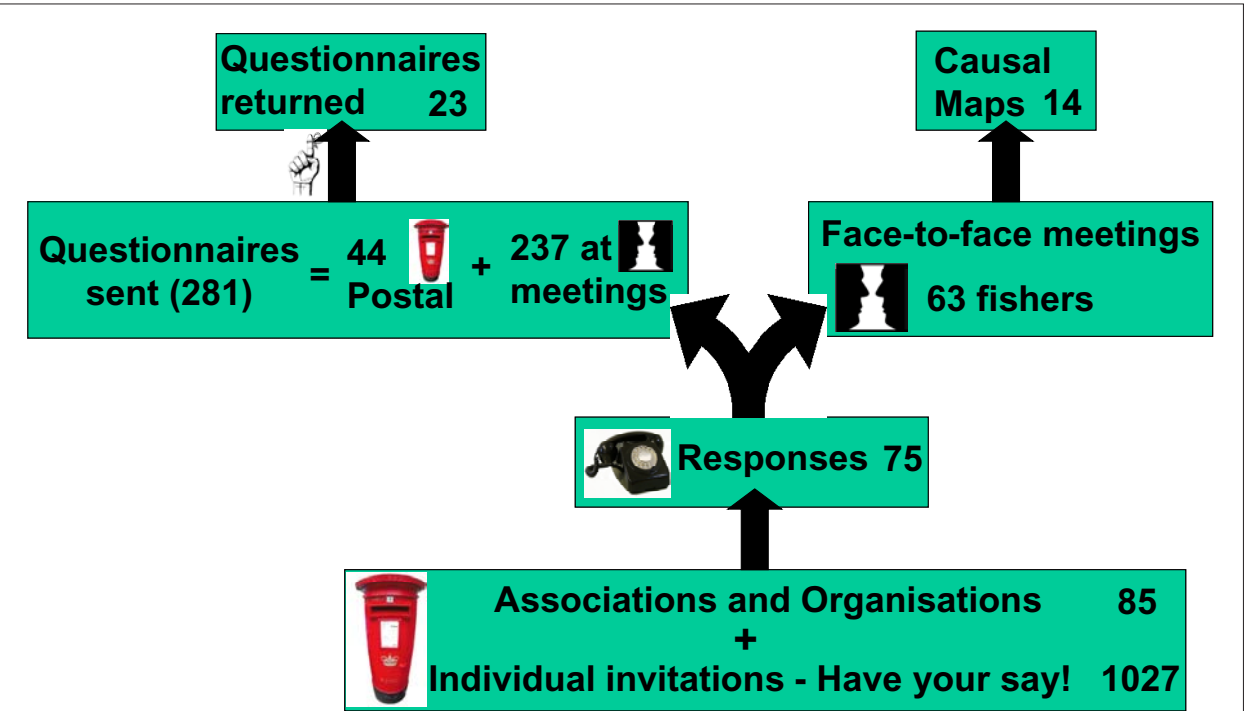 Questionnaires
returned 23
Causal
Maps 14
Questionnaires
sent (281)
=
44
Postal
+
237 at
meetings
Face-to-face meetings
63 fishers
Responses 75
Associations and Organisations 85
+
Individual invitations - Have your say! 1027